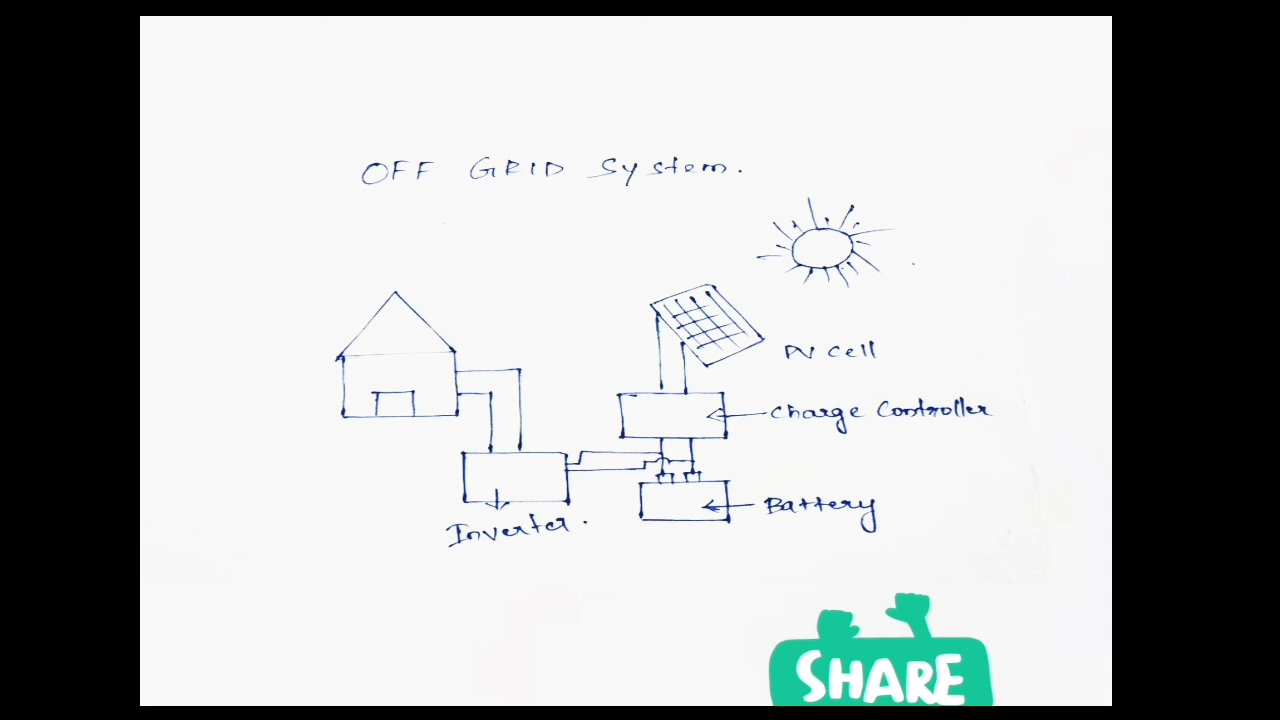 OFF GRID System.
PV Cell
Charge Controller
Battery
Inverter.
SHARE